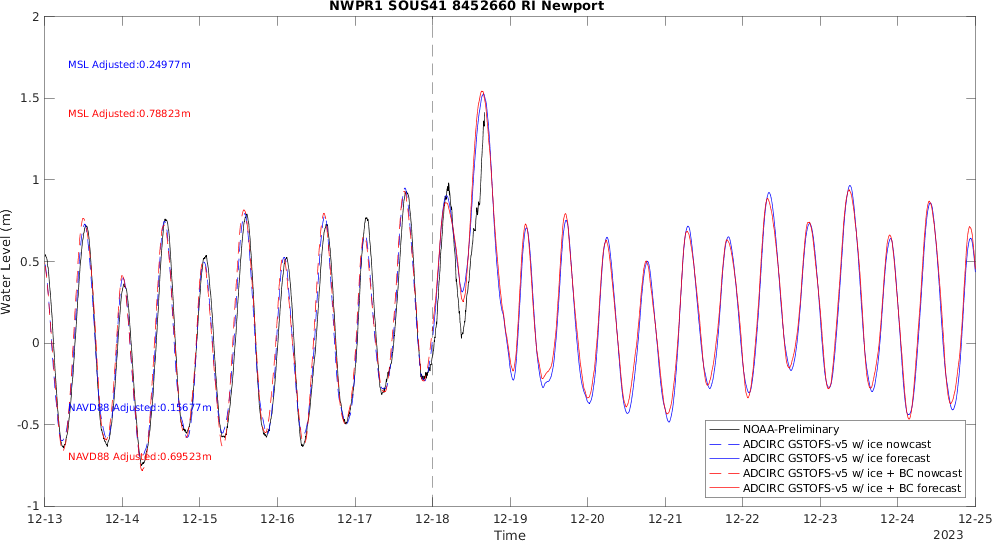 NWPR1 SOUS41 8452660 RI Newport
2
1.5
1
0.5
0
-0.5
-1
Water Level (m)
MSL Adjusted:0.24977m
MSL Adjusted:0.78823m
NAVD88 Adjusted:0.15677m
NAVD88 Adjusted:0.69523m
NOAA-Preliminary
ADCIRC GSTOFS-v5 w/ ice nowcast
ADCIRC GSTOFS-v5 w/ ice forecast
ADCIRC GSTOFS-v5 w/ ice + BC nowcast
ADCIRC GSTOFS-v5 w/ ice + BC forecast
12-13 12-14 12-15 12-16 12-17 12-18 12-19 12-20 12-21 12-22 12-23 12-24 12-25
Time
2023